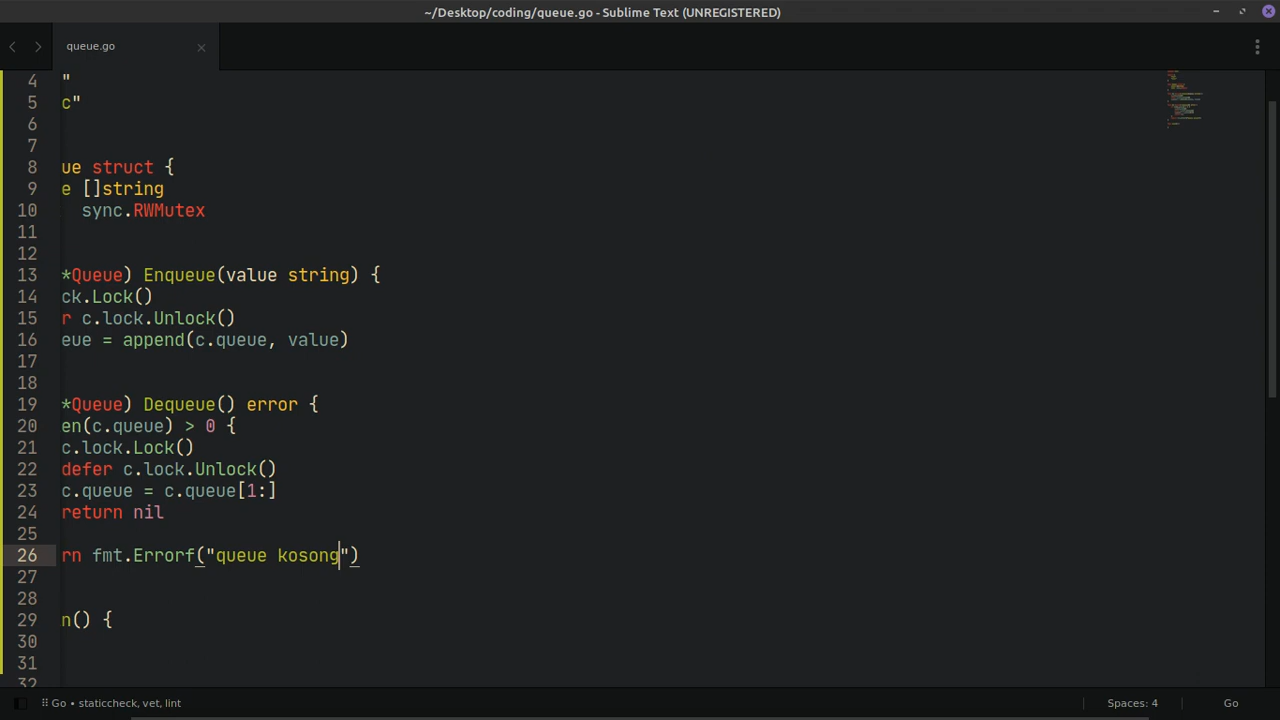 ~/Desktop/coding/queue.go - Sublime Text (UNREGISTERED)
queue.go
4 "
5 c"
6
7
8 ue struct {
9 e []string
10 sync.RWMutex
11
12
13 *Queue) Enqueue(value string) {
14 ck.Lock()
15 r c.lock.Unlock()
16 eue = append(c.queue, value)
17
18
19 *Queue) Dequeue() error {
20 en(c.queue) > 0 {
21 c.lock.Lock()
22 defer c.lock.Unlock()
23 c.queue = c.queue[1:]
24 return nil
25
26 rn fmt.Errorf("queue kosong")
27
28
29 n() {
30
31
32
Go • staticcheck, vet, lint
Spaces: 4
Go